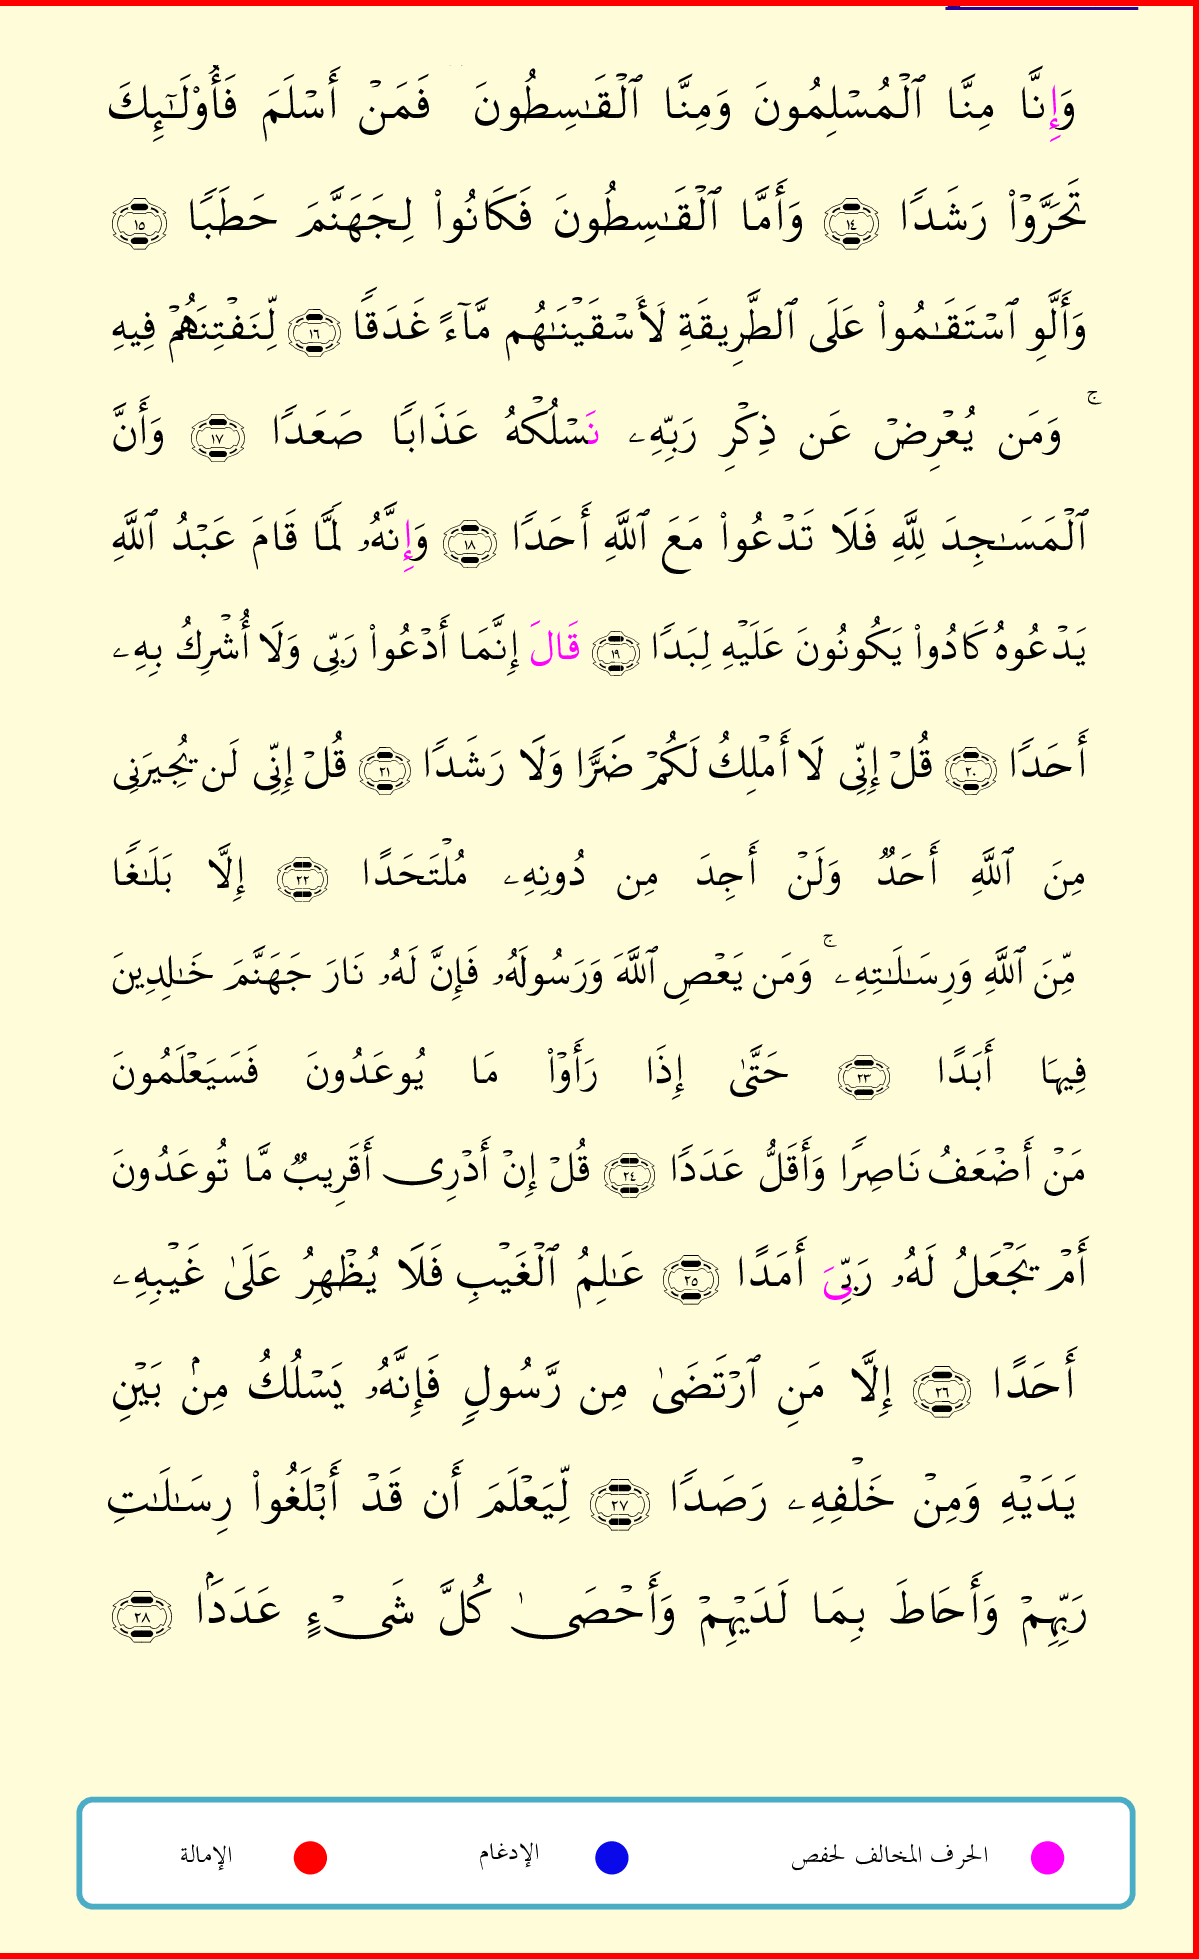 وَإِنَّا مِنَّا ٱلْمُسْلِمُونَ وَمِنَّا ٱلْقَـٰسِطُونَ فَمَنْ أَسْلَمَ فَأُو۟لَـٰٓئِكَ
تَحَرَّوْا۟ رَشَدًا ١٤ وَأَمَّا ٱلْقَـٰسِطُونَ فَكَانُوا۟ لِجَهَنَّمَ حَطَبًا ١٥
وَأَلَّوِ ٱسْتَقَـٰمُوا۟ عَلَى ٱلطَّرِيقَةِ لَأَسْقَيْنَـٰهُم مَّآءً غَدَقًا ١٦ لِّنَفْتِنَهُمْ فِيهِ
ۚ وَمَن يُعْرِضْ عَن ذِكْرِ رَبِّهِۦ نَسْلُكْهُ عَذَابًا صَعَدًا ١٧ وَأَنَّ
ٱلْمَسَـٰجِدَ لِلَّهِ فَلَا تَدْعُوا۟ مَعَ ٱللَّهِ أَحَدًا ١٨ وَإِنَّهُۥ لَمَّا قَامَ عَبْدُ ٱللَّهِ
يَدْعُوهُ كَادُوا۟ يَكُونُونَ عَلَيْهِ لِبَدًا ١٩ قَالَ إِنَّمَا أَدْعُوا۟ رَبِّى وَلَا أُشْرِكُ بِهِۦ
أَحَدًا ٢٠ قُلْ إِنِّى لَا أَمْلِكُ لَكُمْ ضَرًّا وَلَا رَشَدًا ٢١ قُلْ إِنِّى لَن يُجِيرَنِى
مِنَ ٱللَّهِ أَحَدٌ وَلَنْ أَجِدَ مِن دُونِهِۦ مُلْتَحَدًا ٢٢ إِلَّا بَلَـٰغًا
مِّنَ ٱللَّهِ وَرِسَـٰلَـٰتِهِۦ ۚ وَمَن يَعْصِ ٱللَّهَ وَرَسُولَهُۥ فَإِنَّ لَهُۥ نَارَ جَهَنَّمَ خَـٰلِدِينَ
فِيهَا أَبَدًا ٢٣ حَتَّىٰ إِذَا رَأَوْا۟ مَا يُوعَدُونَ فَسَيَعْلَمُونَ
مَنْ أَضْعَفُ نَاصِرًا وَأَقَلُّ عَدَدًا ٢٤ قُلْ إِنْ أَدْرِى أَقَرِيبٌ مَّا تُوعَدُونَ
أَمْ يَجْعَلُ لَهُۥ رَبِّىَ أَمَدًا ٢٥ عَـٰلِمُ ٱلْغَيْبِ فَلَا يُظْهِرُ عَلَىٰ غَيْبِهِۦ
أَحَدًا ٢٦ إِلَّا مَنِ ٱرْتَضَىٰ مِن رَّسُولٍ فَإِنَّهُۥ يَسْلُكُ مِنۢ بَيْنِ
يَدَيْهِ وَمِنْ خَلْفِهِۦ رَصَدًا ٢٧ لِّيَعْلَمَ أَن قَدْ أَبْلَغُوا۟ رِسَـٰلَـٰتِ
رَبِّهِمْ وَأَحَاطَ بِمَا لَدَيْهِمْ وَأَحْصَىٰ كُلَّ شَىْءٍ عَدَدَۢا ٢٨
الحرف المخالف لحفص الإدغام الإمالة